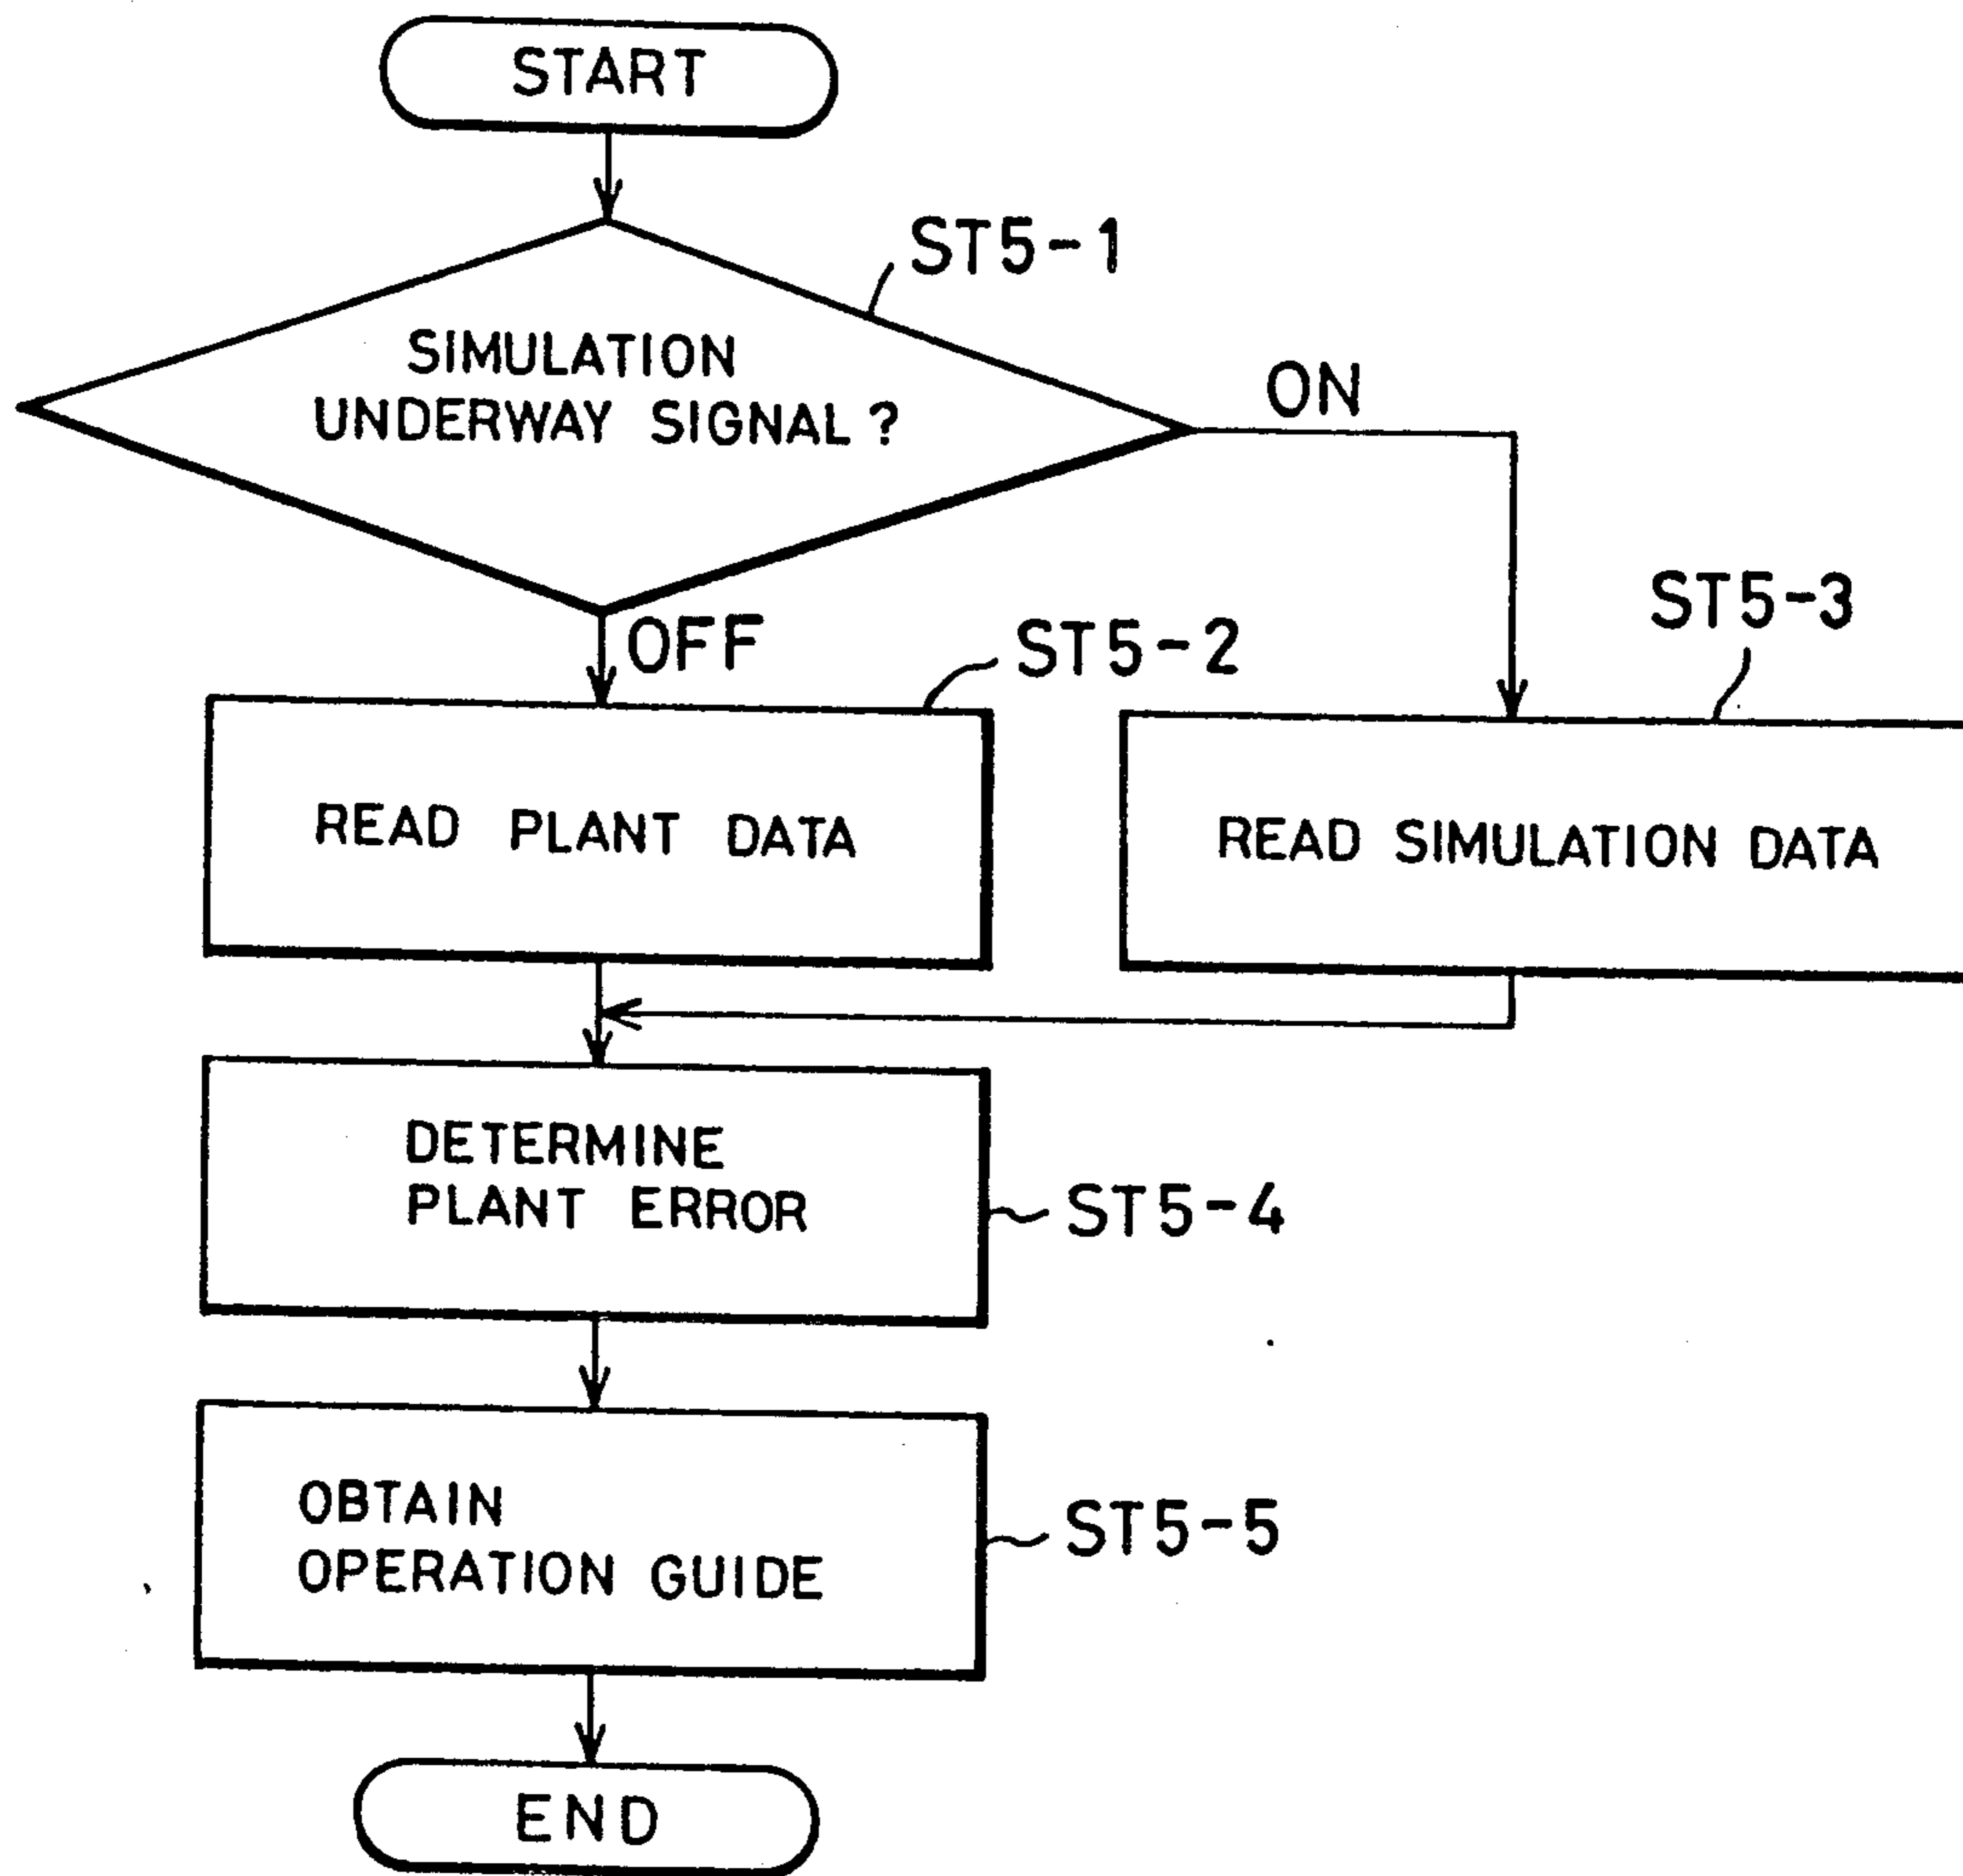 START
ST5-1
SIMULATION
UNDERWAY SIGNAL ?
ON
OFF
ST5-2
ST5-3
READ PLANT DATA
READ SIMULATION DATA
DETERMINE
PLANT ERROR
ST5-4
OBTAIN
OPERATION GUIDE
ST5-5
END